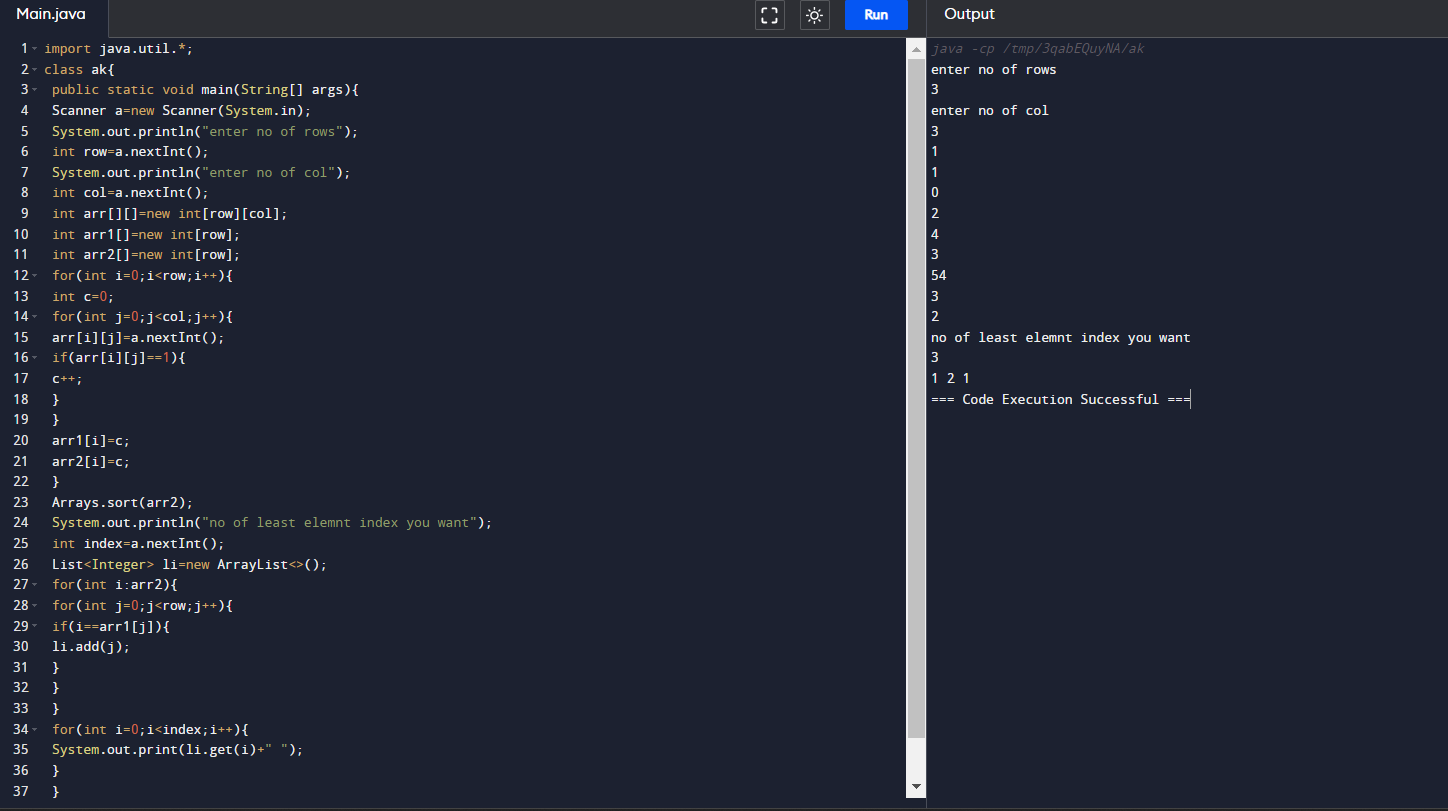 Main.java
Run
Output
1 import java.util.*;
2 class ak{
3 public static void main(String[] args){
4 Scanner a=new Scanner(System.in);
5 System.out.println("enter no of rows");
6 int row=a.nextInt();
7 System.out.println("enter no of col");
8 int col=a.nextInt();
9 int arr[][]=new int[row][col];
10 int arr1[]=new int[row];
11 int arr2[]=new int[row];
12 for(int i=0;i<row;i++){
13 int c=0;
14 for(int j=0;j<col;j++){
15 arr[i][j]=a.nextInt();
16 if(arr[i][j]==1){
17 c++;
18 }
19 }
20 arr1[i]=c;
21 arr2[i]=c;
22 }
23 Arrays.sort(arr2);
24 System.out.println("no of least elemnt index you want");
25 int index=a.nextInt();
26 List<Integer> li=new ArrayList<>();
27 for(int i:arr2){
28 for(int j=0;j<row;j++){
29 if(i==arr1[j]){
30 li.add(j);
31 }
32 }
33 }
34 for(int i=0;i<index;i++){
35 System.out.print(li.get(i)+" ");
36 }
37 }
java -cp /tmp/3qabEQuyNA/ak
enter no of rows
3
enter no of col
3
1
1
0
2
4
3
54
3
2
no of least elemnt index you want
3
1 2 1
=== Code Execution Successful ===